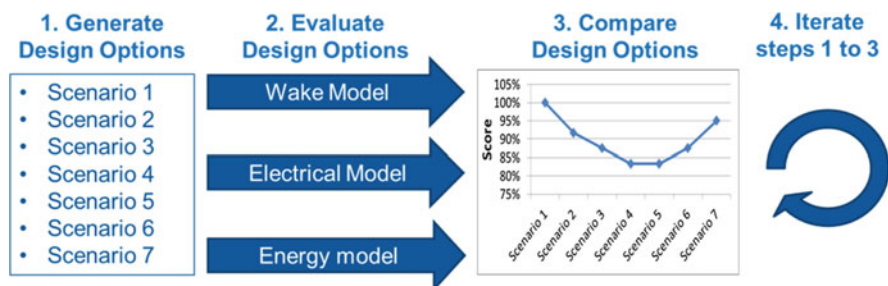 1. Generate
Design Options
• Scenario 1
• Scenario 2
• Scenario 3
• Scenario 4
• Scenario 5
• Scenario 6
• Scenario 7
2. Evaluate
Design Options
Wake Model
Electrical Model
Energy model
3. Compare
Design Options
Score
105%
100%
95%
90%
85%
80%
75%
Scenario 1
Scenario 2
Scenario 3
Scenario 4
Scenario 5
Scenario 6
Scenario 7
4. Iterate
steps 1 to 3